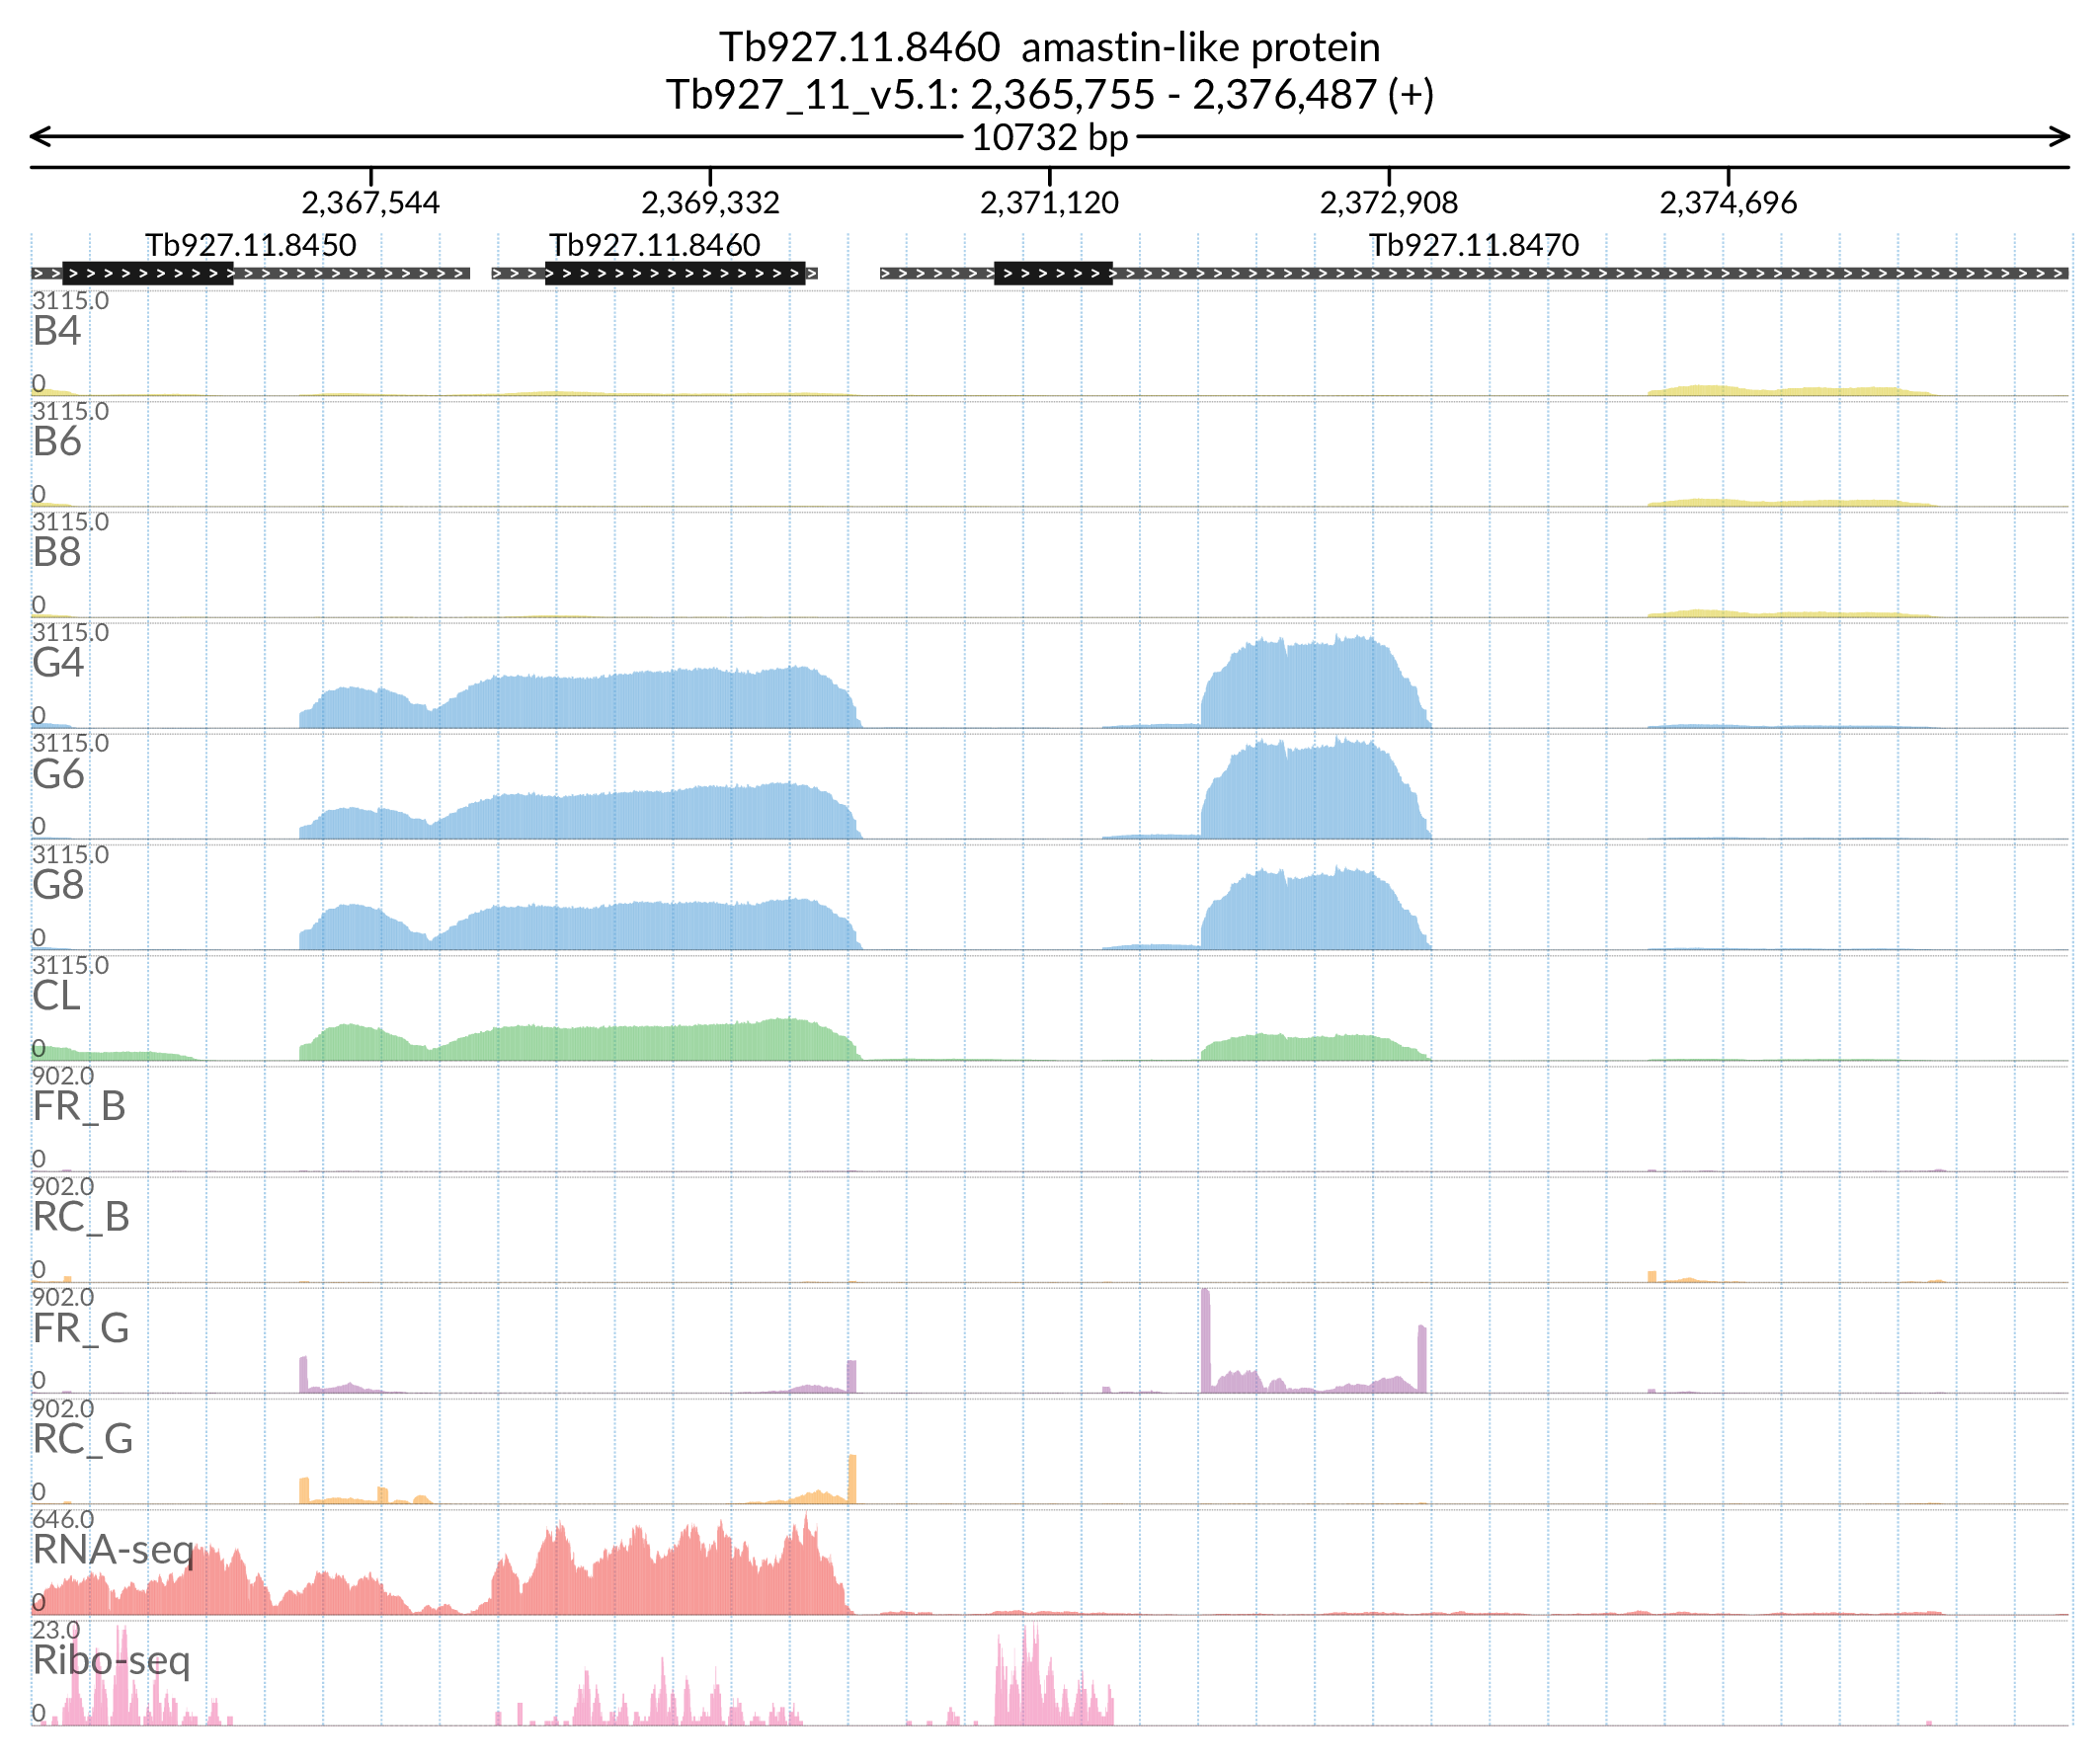 Tb927.11.8460 amastin-like protein
Tb927_11_v5.1: 2,365,755 - 2,376,487 (+)
10732 bp
2,367,544 2,369,332 2,371,120 2,372,908 2,374,696
Tb927.11.8450 Tb927.11.8460 Tb927.11.8470
3115.0
B4
0
3115.0
B6
0
3115.0
B8
0
3115.0
G4
0
3115.0
G6
0
3115.0
G8
0
3115.0
CL
0
902.0
FR_B
0
902.0
RC_B
0
902.0
FR_G
0
902.0
RC_G
0
646.0
RNA-seq
0
23.0
Ribo-seq
0